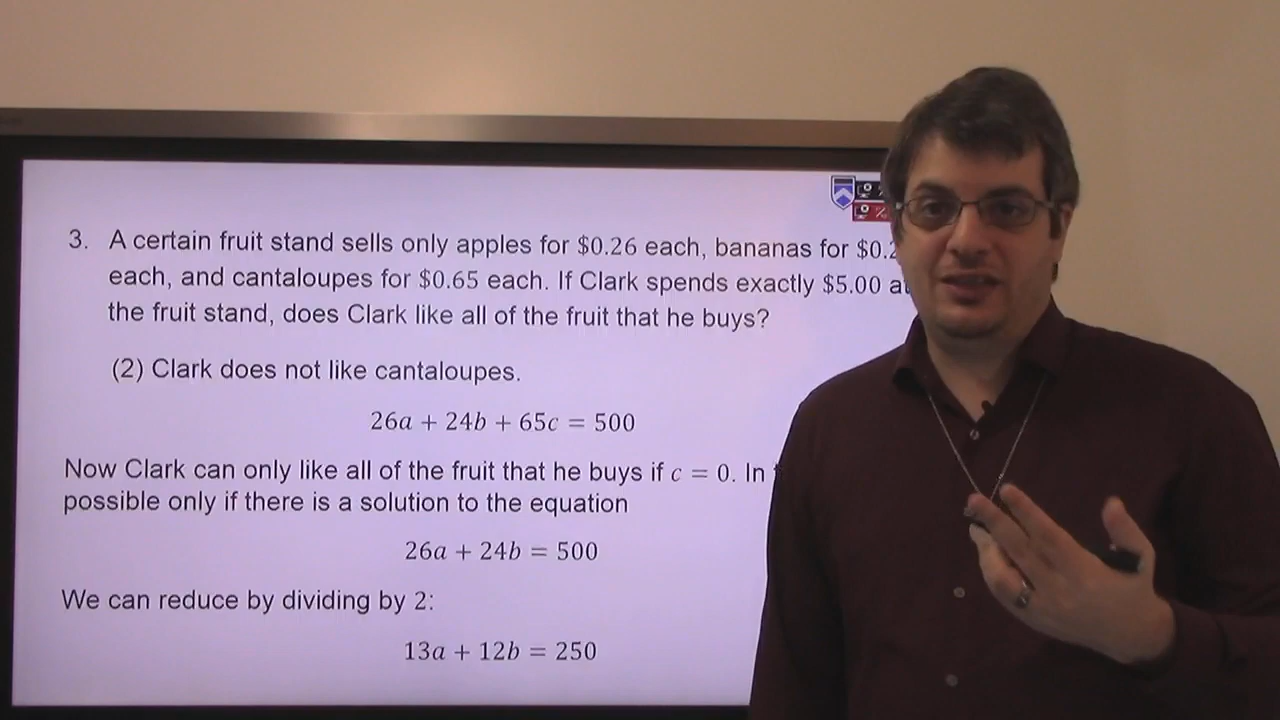 3. A certain fruit stand sells only apples for $0.26 each, bananas for
each, and cantaloupes for $0.65 each. If Clark spends exactly $5.00
the fruit stand, does Clark like all of the fruit that he buys?
(2) Clark does not like cantaloupes.
26a + 24b + 65c = 500
Now Clark can only like all of the fruit that he buys if c = 0. In
possible only if there is a solution to the equation
26a + 24b = 500
We can reduce by dividing by 2:
13a + 12b = 250